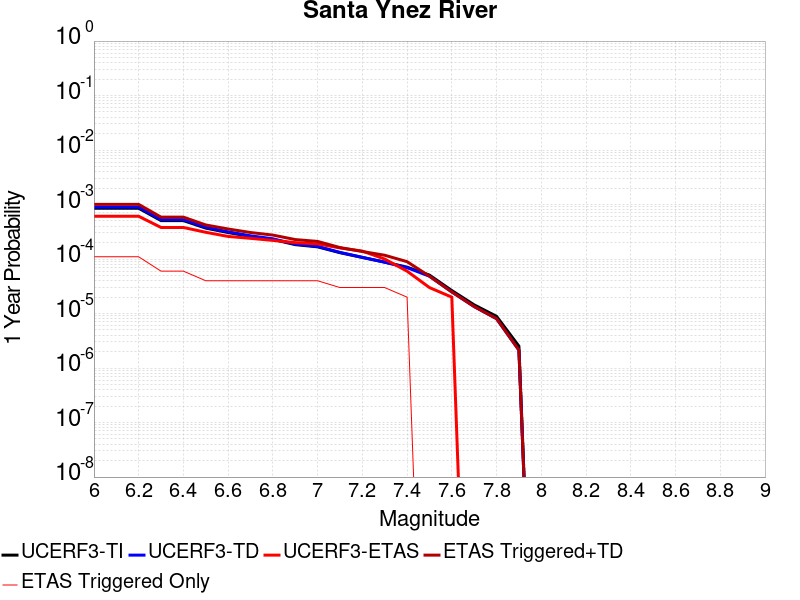 Santa Ynez River
10^0
10^-1
10^-2
10^-3
10^-4
10^-5
10^-6
10^-7
10^-8
1 Year Probability
6 6.2 6.4 6.6 6.8 7 7.2 7.4 7.6 7.8 8 8.2 8.4 8.6 8.8 9
Magnitude
UCERF3-TI UCERF3-TD UCERF3-ETAS ETAS Triggered+TD
ETAS Triggered Only